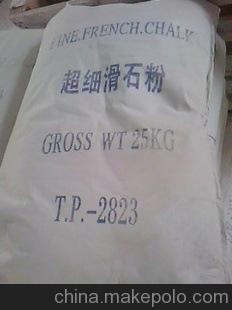 FINE.FRENCH.CHALK
超细滑石粉
GROSS WT 25KG
T.P.-2823
china.makepolo.com